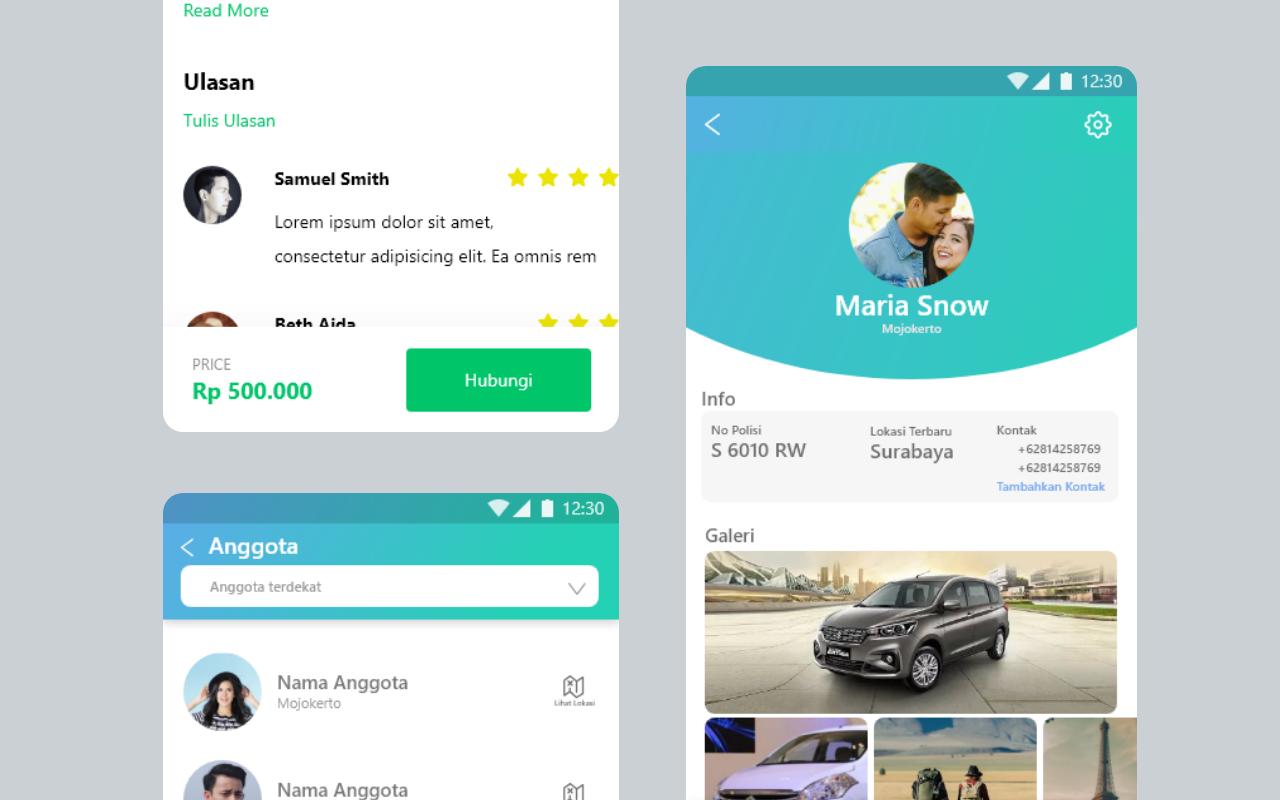 Read More
Ulasan
Tulis Ulasan
Samuel Smith
Lorem ipsum dolor sit amet,
consectetur adipisicing elit. Ea omnis rem
Beth Aida
PRICE
Rp 500.000
Hubungi
12:30
Anggota
Anggota terdekat
Nama Anggota
Mojokerto
Lihat Lokasi
Nama Anggota
12:30
Maria Snow
Mojokerto
Info
No Polisi
S 6010 RW
Lokasi Terbaru
Surabaya
Kontak
+62814258769
+62814258769
Tambahkan Kontak
Galeri